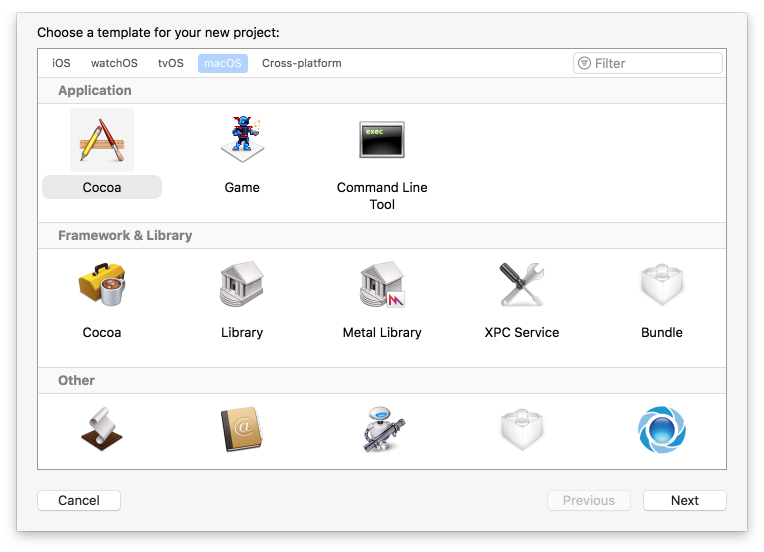 Choose a template for your new project:
iOS watchOS tvOS macOS Cross-platform Filter
Application
exec
Cocoa Game Command Line
Tool
Framework & Library
Cocoa Library Metal Library XPC Service Bundle
Other
@
Cancel Previous Next